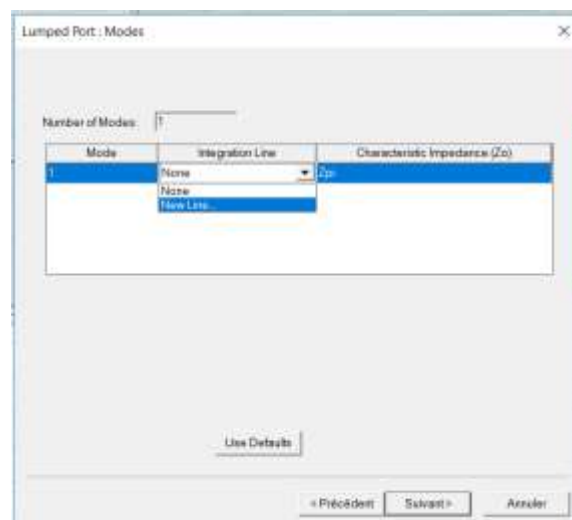 Lumped Port : Modes
Number of Modes: 1
Mode Integration Line Characteristic Impedance (Zo)
1 None Zpi
None
New Line...
Use Defaults
< Précédent Suivant > Annuler